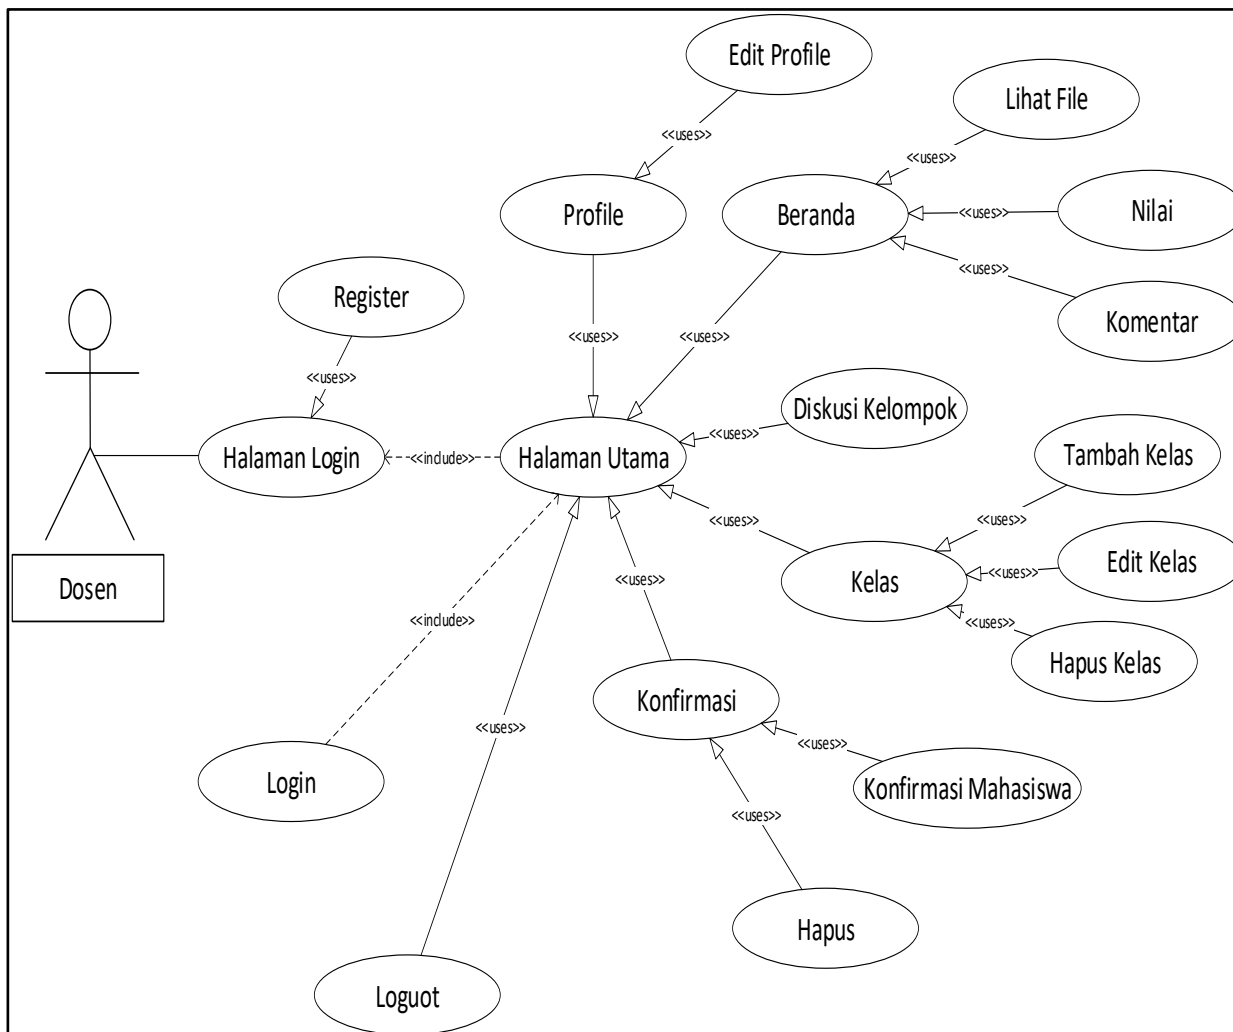 Edit Profile
Lihat File
<<uses>>
<<uses>>
Profile
Beranda
<<uses>>
Nilai
<<uses>>
Register
Komentar
<<uses>>
<<uses>>
<<uses>>
Diskusi Kelompok
<<uses>>
Halaman Login
<<include>>
Halaman Utama
Tambah Kelas
<<uses>>
<<uses>>
Kelas
<<uses>>
Edit Kelas
<<uses>>
Dosen
<<include>>
<<uses>>
Hapus Kelas
Konfirmasi
<<uses>>
<<uses>>
Login
Konfirmasi Mahasiswa
<<uses>>
Hapus
Loguot